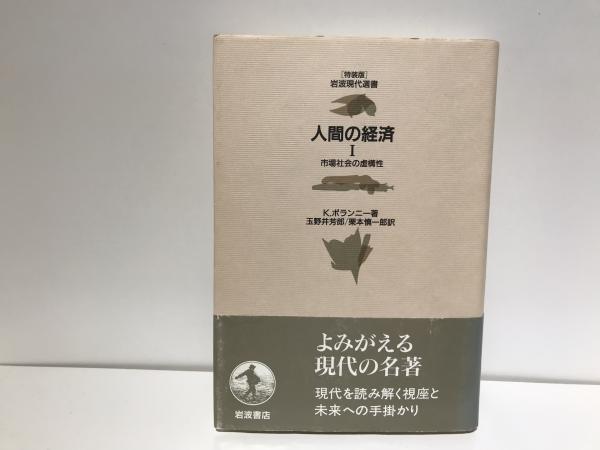 [特装版]
岩波現代選書
人間の経済
I
市場社会の虚構性
K.ポランニー著
玉野井芳郎/栗本慎一郎訳
よみがえる
現代の名著
現代を読み解く視座と
未来への手掛かり
岩波書店